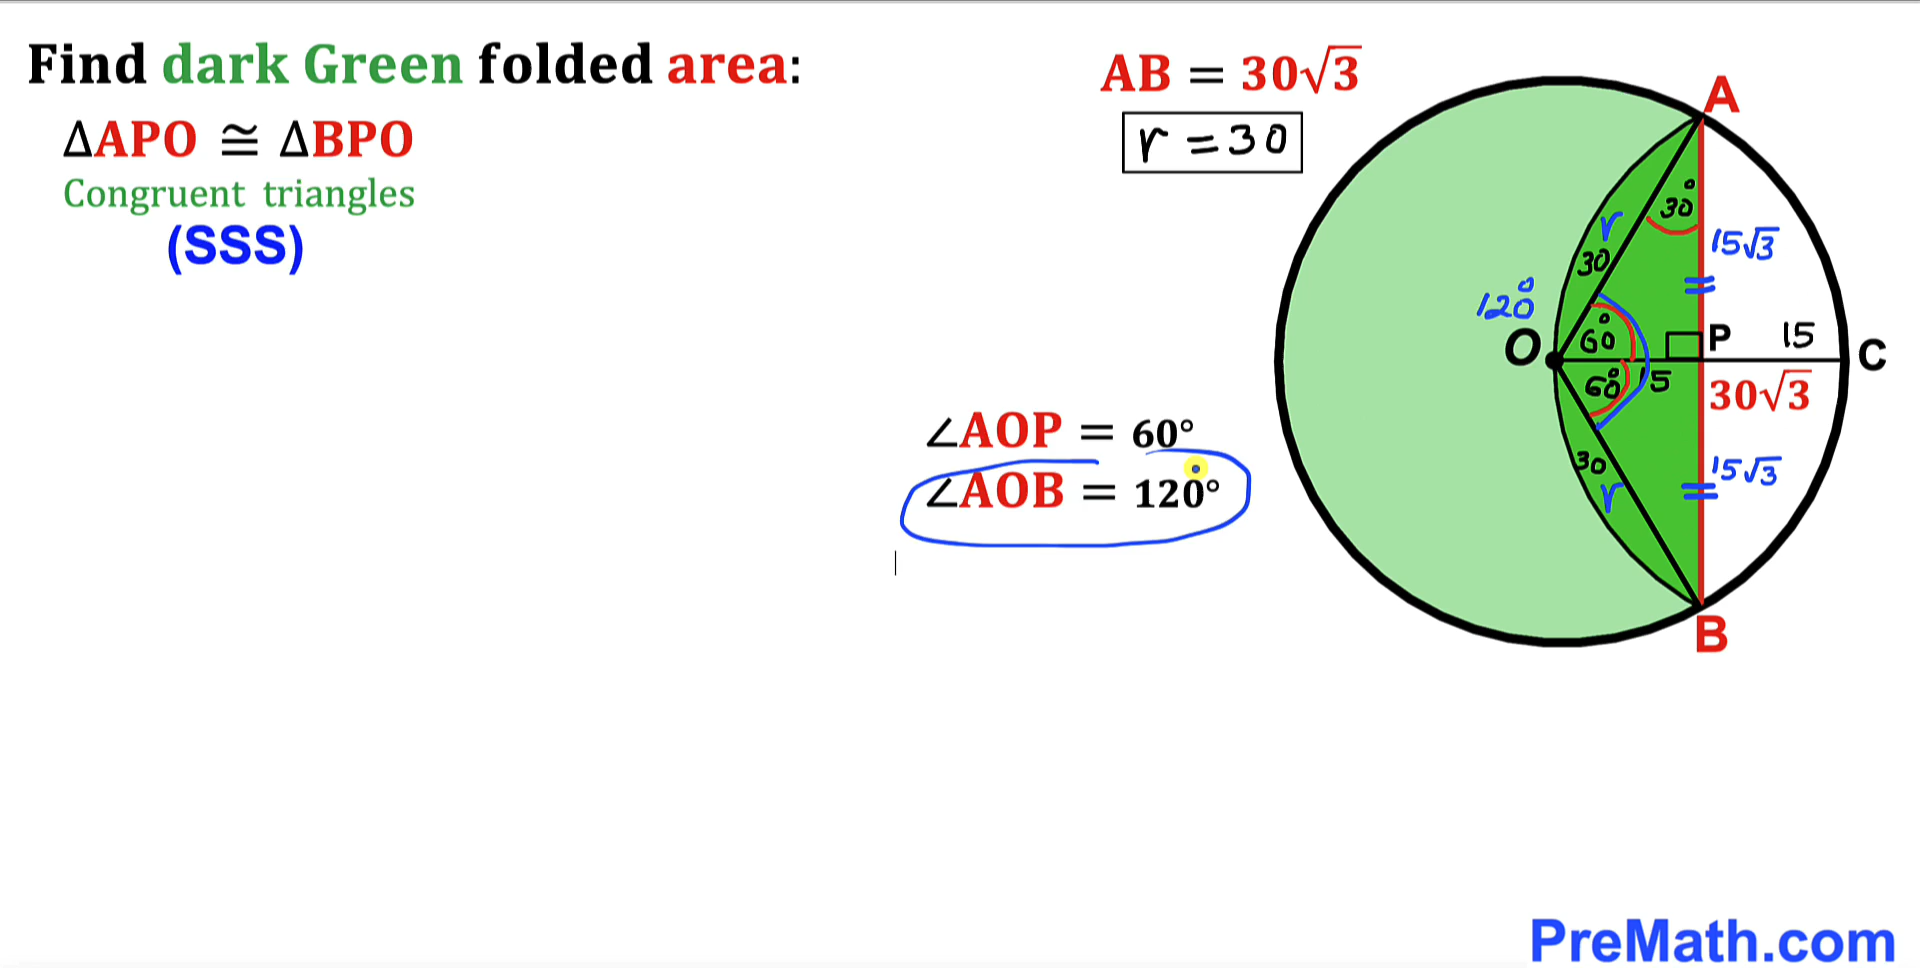 Find dark Green folded area:
ΔAPO ≅ ΔBPO
Congruent triangles
(SSS)
AB = 30√3
r = 30
A
30°
r
30
15√3
=
120°
O
60°
P
15
C
60°
15
30√3
30
r
15√3
=
B
∠AOP = 60°
∠AOB = 120°
PreMath.com